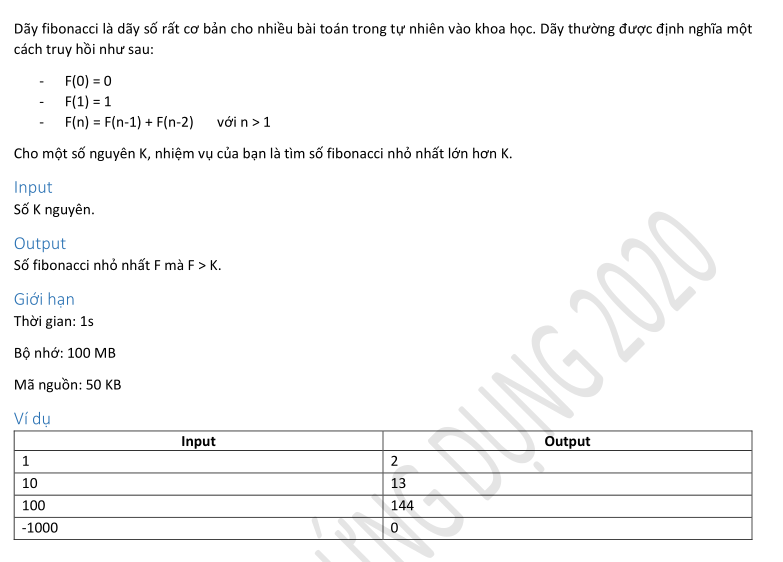 Dãy fibonacci là dãy số rất cơ bản cho nhiều bài toán trong tự nhiên vào khoa học. Dãy thường được định nghĩa một
cách truy hồi như sau:
- F(0) = 0
- F(1) = 1
- F(n) = F(n-1) + F(n-2) với n > 1
Cho một số nguyên K, nhiệm vụ của bạn là tìm số fibonacci nhỏ nhất lớn hơn K.
Input
Số K nguyên.
Output
Số fibonacci nhỏ nhất F mà F > K.
Giới hạn
Thời gian: 1s
Bộ nhớ: 100 MB
Mã nguồn: 50 KB
Ví dụ
Input Output
1 2
10 13
100 144
-1000 0
ỨNG DỤNG 2020